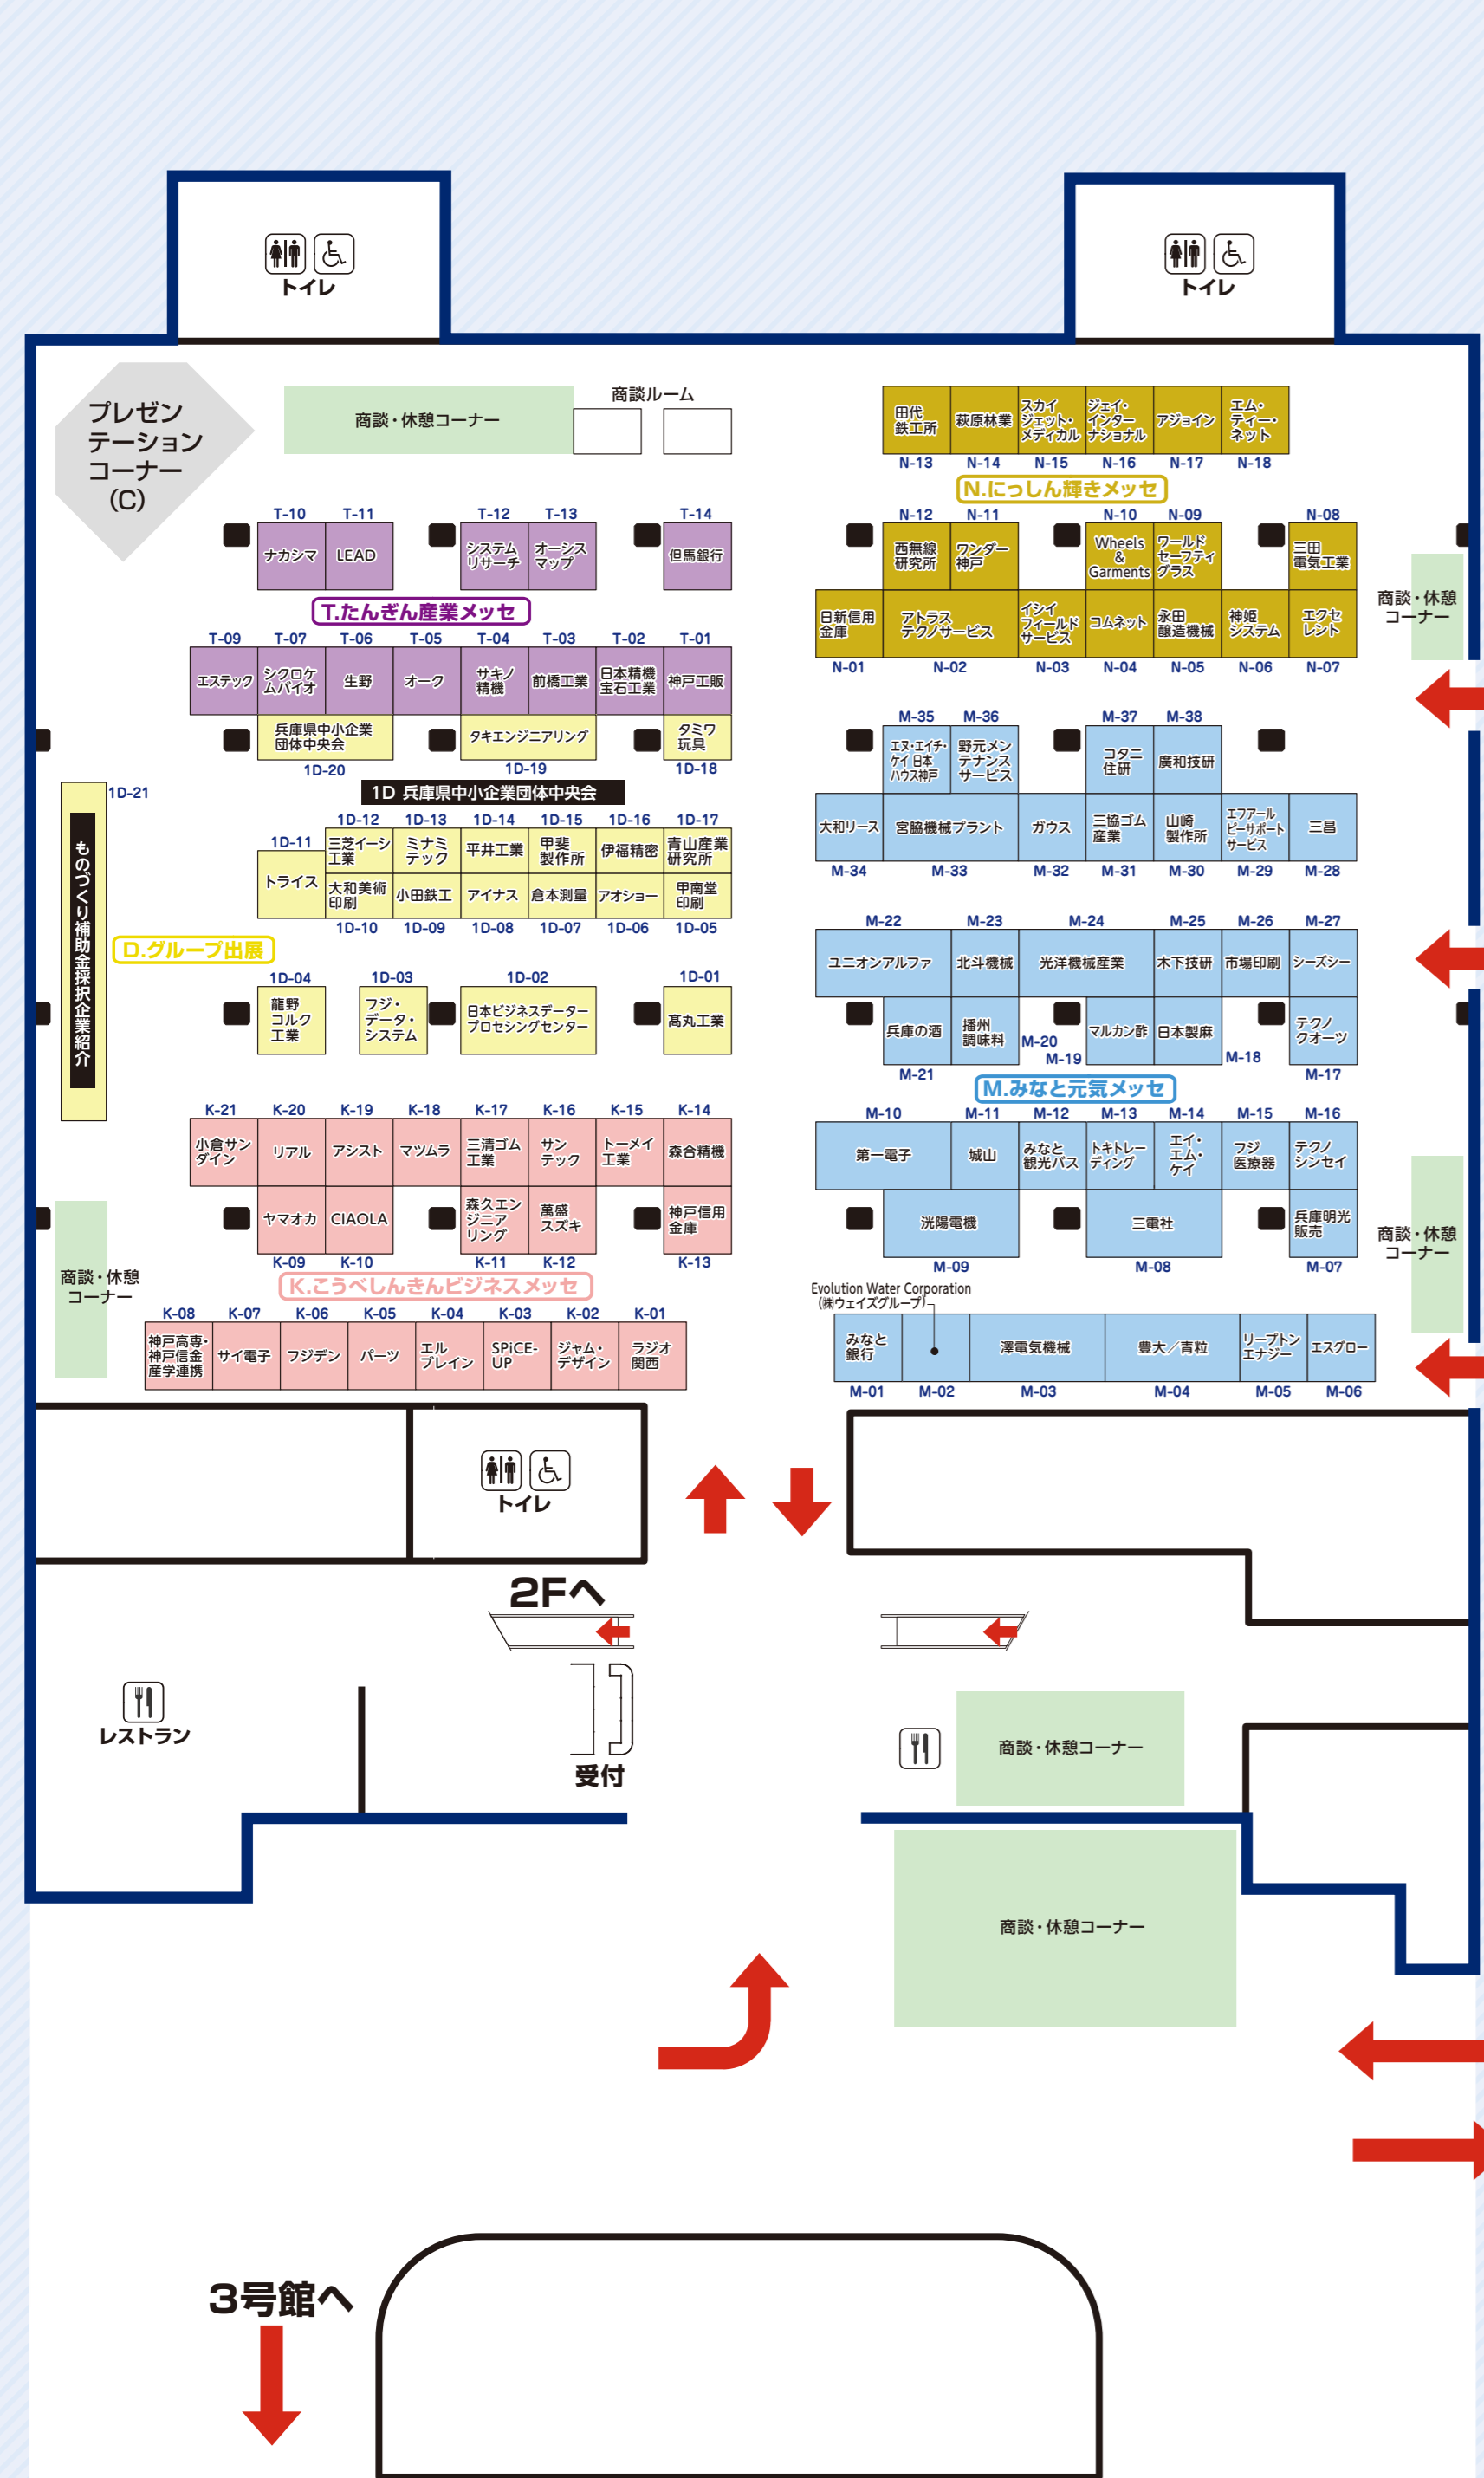 トイレ
トイレ
プレゼン
テーション
コーナー
(C)
商談・休憩コーナー
商談ルーム
田代
鉄工所
萩原林業
スカイ
ジェット・
メディカル
ジェイ・
インター
ナショナル
アジョイン
エム・
ティー・
ネット
N-13 N-14 N-15 N-16 N-17 N-18
N.にっしん輝きメッセ
T-10 T-11 T-12 T-13 T-14
ナカシマ
LEAD
システム
リサーチ
オーシス
マップ
但馬銀行
T.たんぎん産業メッセ
N-12 N-11 N-10 N-09 N-08
西無線
研究所
ワンダー
神戸
Wheels
&
Garments
ワールド
セーフティ
グラス
三田
電気工業
日新信用
金庫
アトラス
テクノサービス
イシイ
フィールド
サービス
コムネット
永田
醸造機械
神姫
システム
エクセ
レント
N-01 N-02 N-03 N-04 N-05 N-06 N-07
商談・休憩
コーナー
T-09 T-07 T-06 T-05 T-04 T-03 T-02 T-01
エステック
シクロケ
ムバイオ
生野
オーク
サキノ
精機
前橋工業
日本精機
宝石工業
神戸工販
兵庫県中小企業
団体中央会
タキエンジニアリング
タミワ
玩具
1D-20 1D-19 1D-18
1D 兵庫県中小企業団体中央会
1D-21
ものづくり補助金採択企業紹介
1D-11
1D-12 1D-13 1D-14 1D-15 1D-16 1D-17
トライス
三芝イーシ
工業
ミナミ
テック
平井工業
甲斐
製作所
伊福精密
青山産業
研究所
大和美術
印刷
小田鉄工
アイナス
倉本測量
アオショー
甲南堂
印刷
1D-10 1D-09 1D-08 1D-07 1D-06 1D-05
D.グループ出展
1D-04 1D-03 1D-02 1D-01
龍野
コルク
工業
フジ・
データ・
システム
日本ビジネスデーター
プロセシングセンター
髙丸工業
M-35 M-36 M-37 M-38
エヌ・エイチ・
ケイ 日本
ハウス神戸
野元メン
テナンス
サービス
コタニ
住研
廣和技研
大和リース
宮脇機械プラント
ガウス
三協ゴム
産業
山崎
製作所
エフアール
ピーサポート
サービス
三昌
M-34 M-33 M-32 M-31 M-30 M-29 M-28
M-22 M-23 M-24 M-25 M-26 M-27
ユニオンアルファ
北斗機械
光洋機械産業
木下技研
市場印刷
シーズシー
兵庫の酒
播州
調味料
M-20
M-19
マルカン酢
日本製麻
M-18
テクノ
クオーツ
M-21
M-17
M.みなと元気メッセ
K-21 K-20 K-19 K-18 K-17 K-16 K-15 K-14
小倉サン
ダイン
リアル
アシスト
マツムラ
三清ゴム
工業
サン
テック
トーメイ
工業
森合精機
ヤマオカ
CIAOLA
森久エン
ジニア
リング
萬盛
スズキ
神戸信用
金庫
K-09 K-10 K-11 K-12 K-13
K.こうべしんきんビジネスメッセ
商談・休憩
コーナー
K-08 K-07 K-06 K-05 K-04 K-03 K-02 K-01
神戸高専・
神戸信金
産学連携
サイ電子
フジデン
パーツ
エル
ブレイン
SPiCE-
UP
ジャム・
デザイン
ラジオ
関西
M-10 M-11 M-12 M-13 M-14 M-15 M-16
第一電子
城山
みなと
観光バス
トキトレー
ディング
エイ・
エム・
ケイ
フジ
医療器
テクノ
シンセイ
洸陽電機
三電社
兵庫明光
販売
M-09 M-08 M-07
商談・休憩
コーナー
Evolution Water Corporation
(㈱ウェイズグループ)
みなと
銀行
澤電気機械
豊大／青粒
リープトン
エナジー
エスグロー
M-01 M-02 M-03 M-04 M-05 M-06
トイレ
2Fへ
レストラン
受付
商談・休憩コーナー
商談・休憩コーナー
3号館へ